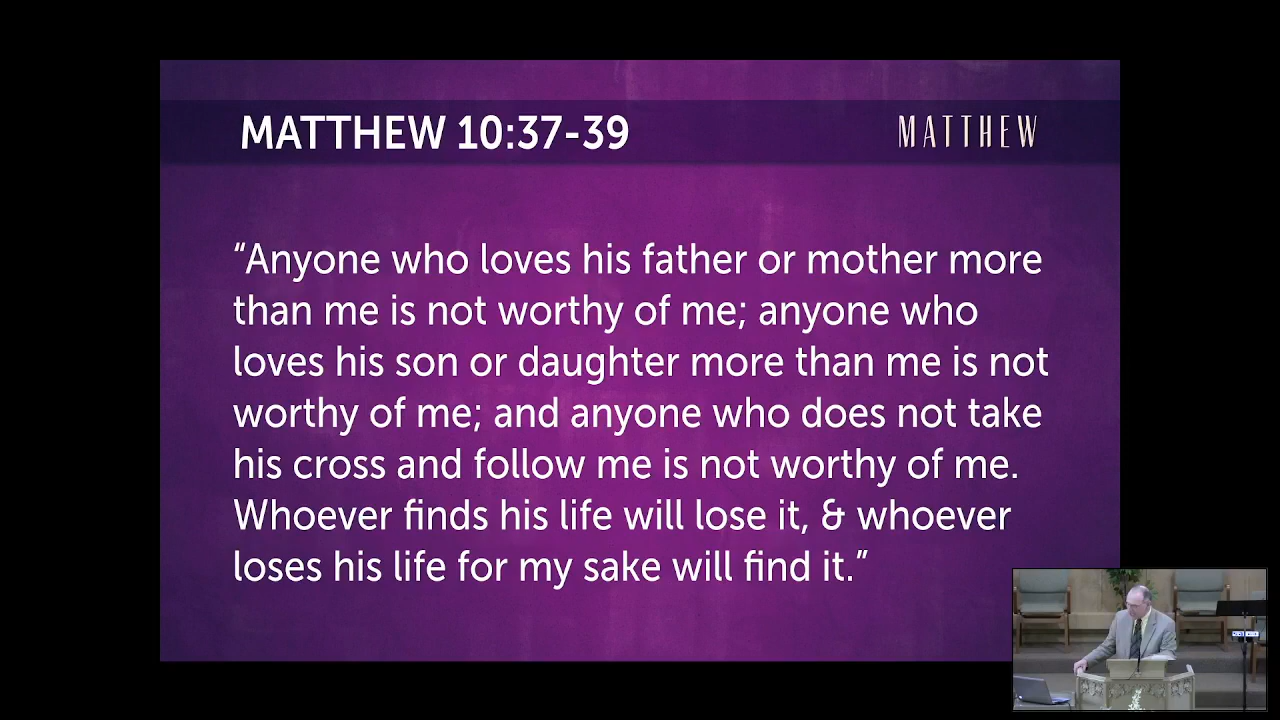 MATTHEW 10:37-39
MATTHEW
“Anyone who loves his father or mother more
than me is not worthy of me; anyone who
loves his son or daughter more than me is not
worthy of me; and anyone who does not take
his cross and follow me is not worthy of me.
Whoever finds his life will lose it, & whoever
loses his life for my sake will find it.”